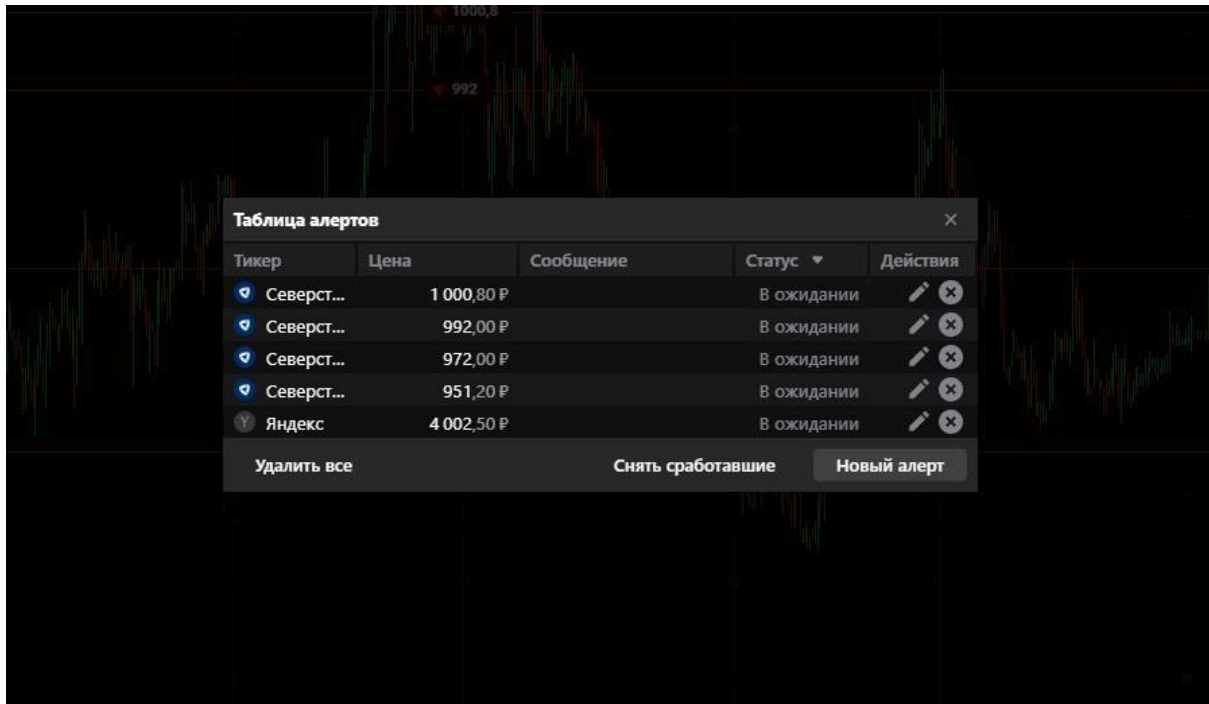 1000,8
992
Таблица алертов
Тикер Цена Сообщение Статус Действия
Северст... 1 000,80 ₽ В ожидании
Северст... 992,00 ₽ В ожидании
Северст... 972,00 ₽ В ожидании
Северст... 951,20 ₽ В ожидании
Y Яндекс 4 002,50 ₽ В ожидании
Удалить все Снять сработавшие Новый алерт